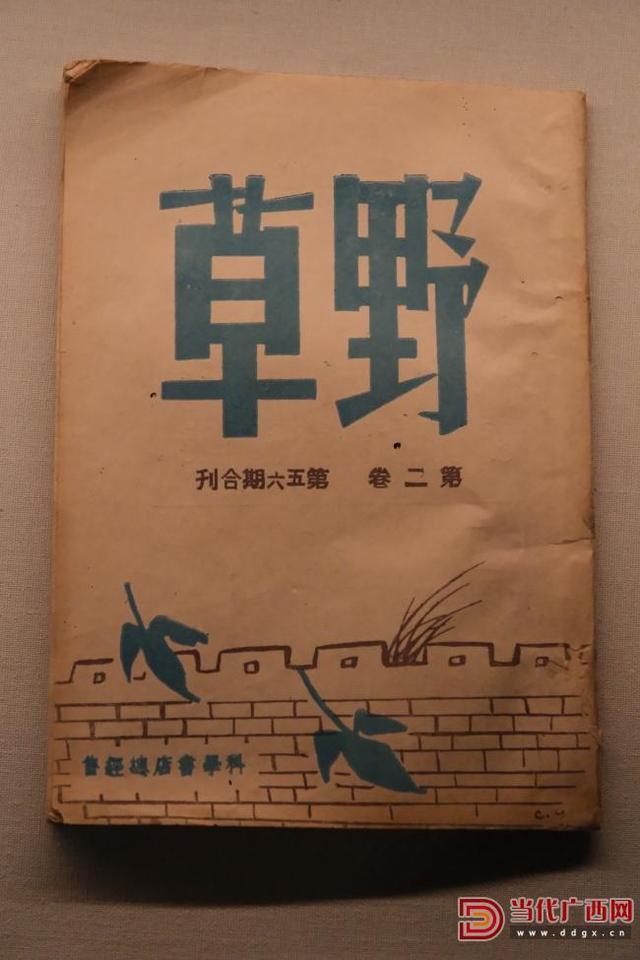 野草
第二卷 第五六期合刊
科學書店總經售
C.Y
当代广西网
www.ddgx.cn